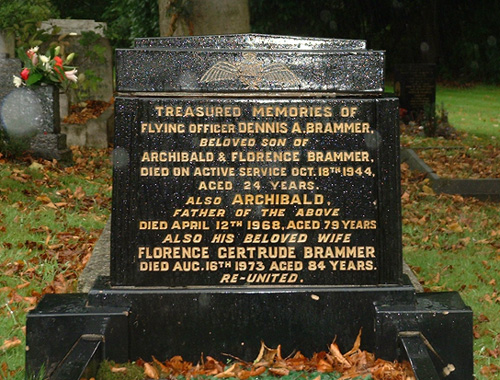 TREASURED MEMORIES OF
FLYING OFFICER DENNIS A. BRAMMER,
BELOVED SON OF
ARCHIBALD & FLORENCE BRAMMER,
DIED ON ACTIVE SERVICE OCT. 18TH 1944,
AGED 24 YEARS.
ALSO ARCHIBALD,
FATHER OF THE ABOVE
DIED APRIL 12TH 1968, AGED 79 YEARS
ALSO HIS BELOVED WIFE
FLORENCE GERTRUDE BRAMMER
DIED AUG. 16TH 1973 AGED 84 YEARS.
RE-UNITED.